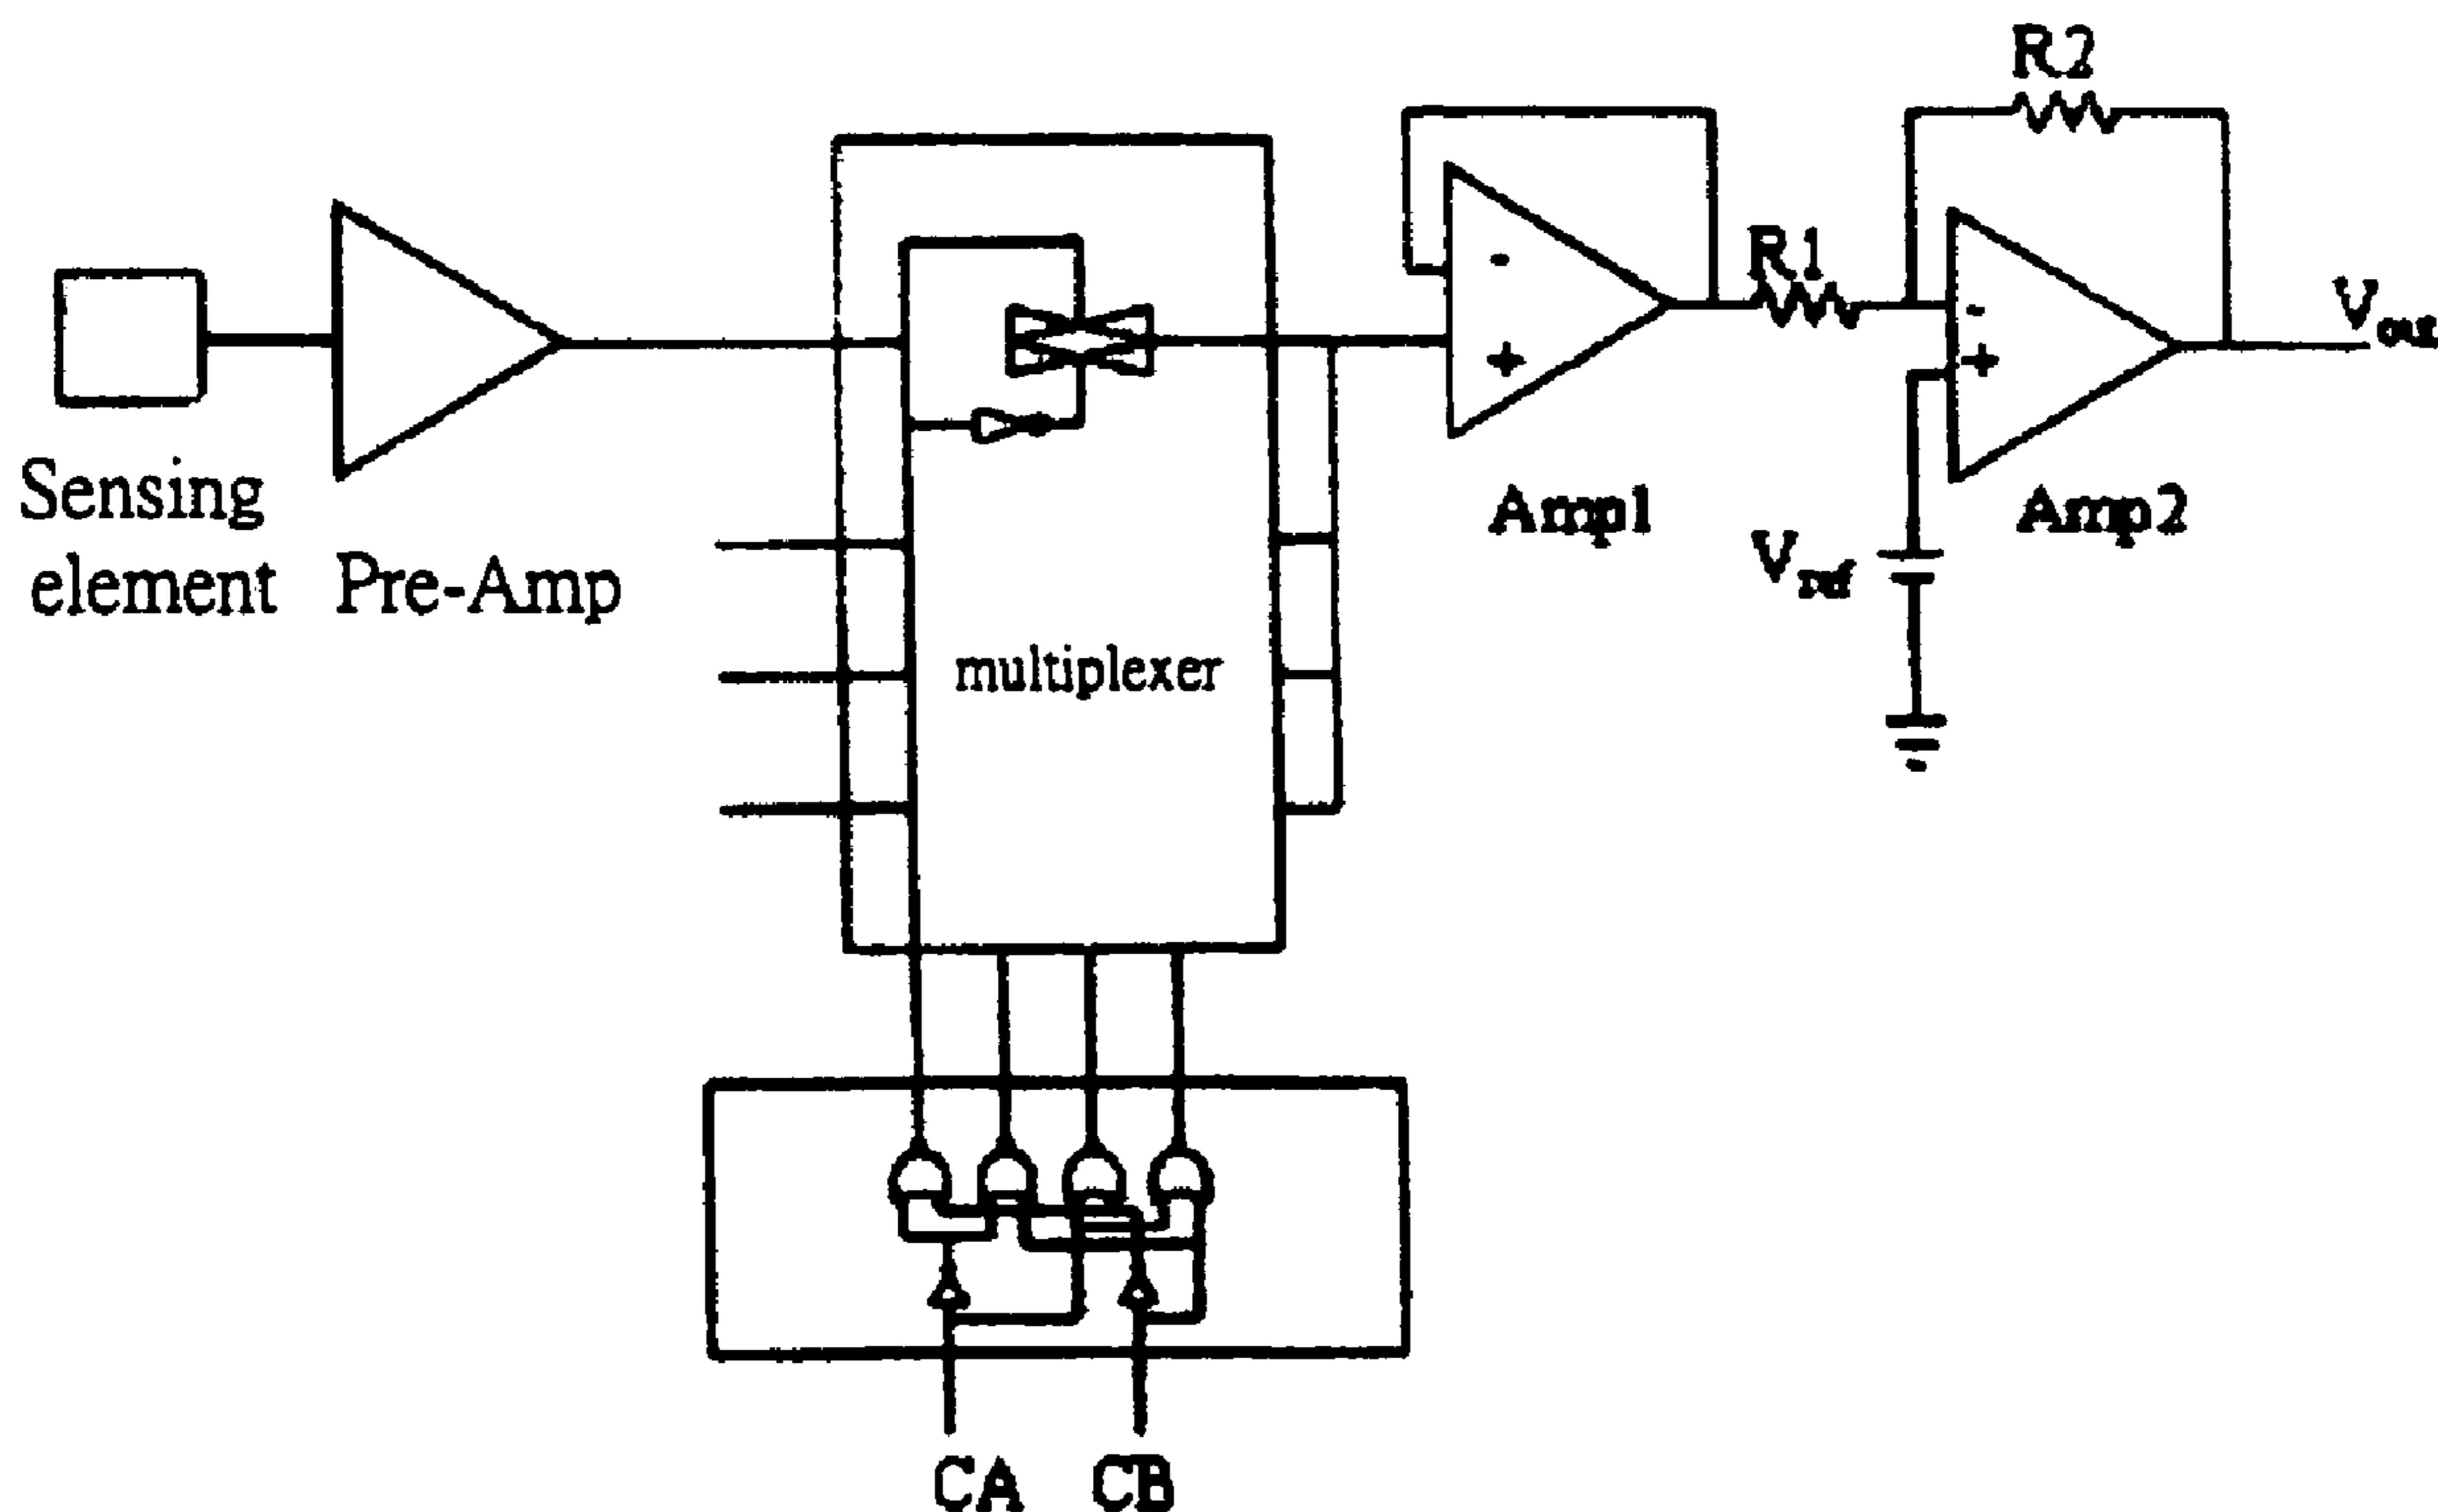 R2
R1
-
+
-
+
Vout
Sensing
element
Pre-Amp
Amp1
Amp2
Vref
multiplexer
CA CB